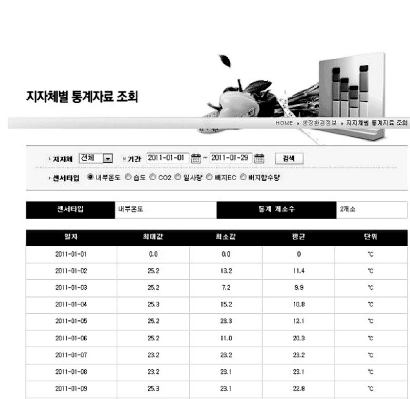 지자체별 통계자료 조회
HOME › 생장환경정보 › 지자체별 통계자료 조회
지자체 전체 기간 2011-01-01 ~ 2011-01-29 검색
센서타입 내부온도 습도 CO2 일사량 배지EC 배지함수량
센서타입 내부온도 통계 개소수 2개소
일자 최대값 최소값 평균 단위
2011-01-01 0.0 0.0 0 ℃
2011-01-02 25.2 13.2 11.4 ℃
2011-01-03 25.2 7.2 9.9 ℃
2011-01-04 25.3 15.2 10.8 ℃
2011-01-05 25.2 23.3 12.1 ℃
2011-01-06 25.2 11.0 20.3 ℃
2011-01-07 23.2 23.2 23.2 ℃
2011-01-08 23.2 23.1 23.1 ℃
2011-01-09 25.3 23.1 22.8 ℃